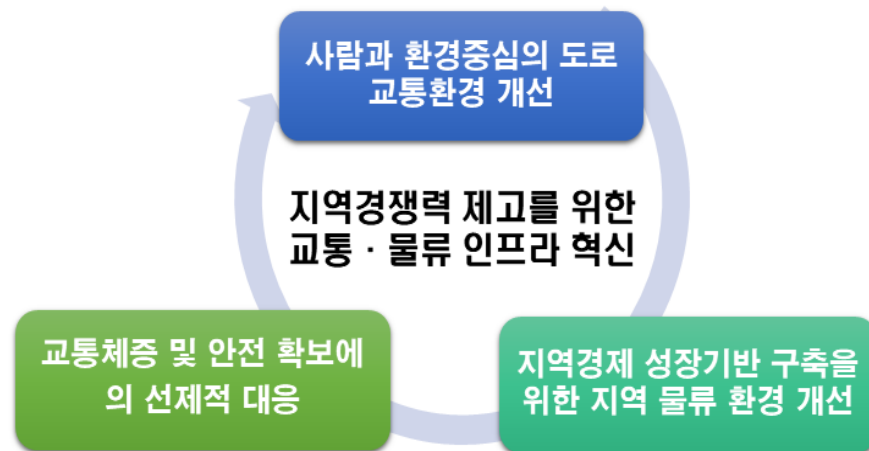 사람과 환경중심의 도로
교통환경 개선
지역경쟁력 제고를 위한
교통 · 물류 인프라 혁신
교통체증 및 안전 확보에
의 선제적 대응
지역경제 성장기반 구축을
위한 지역 물류 환경 개선